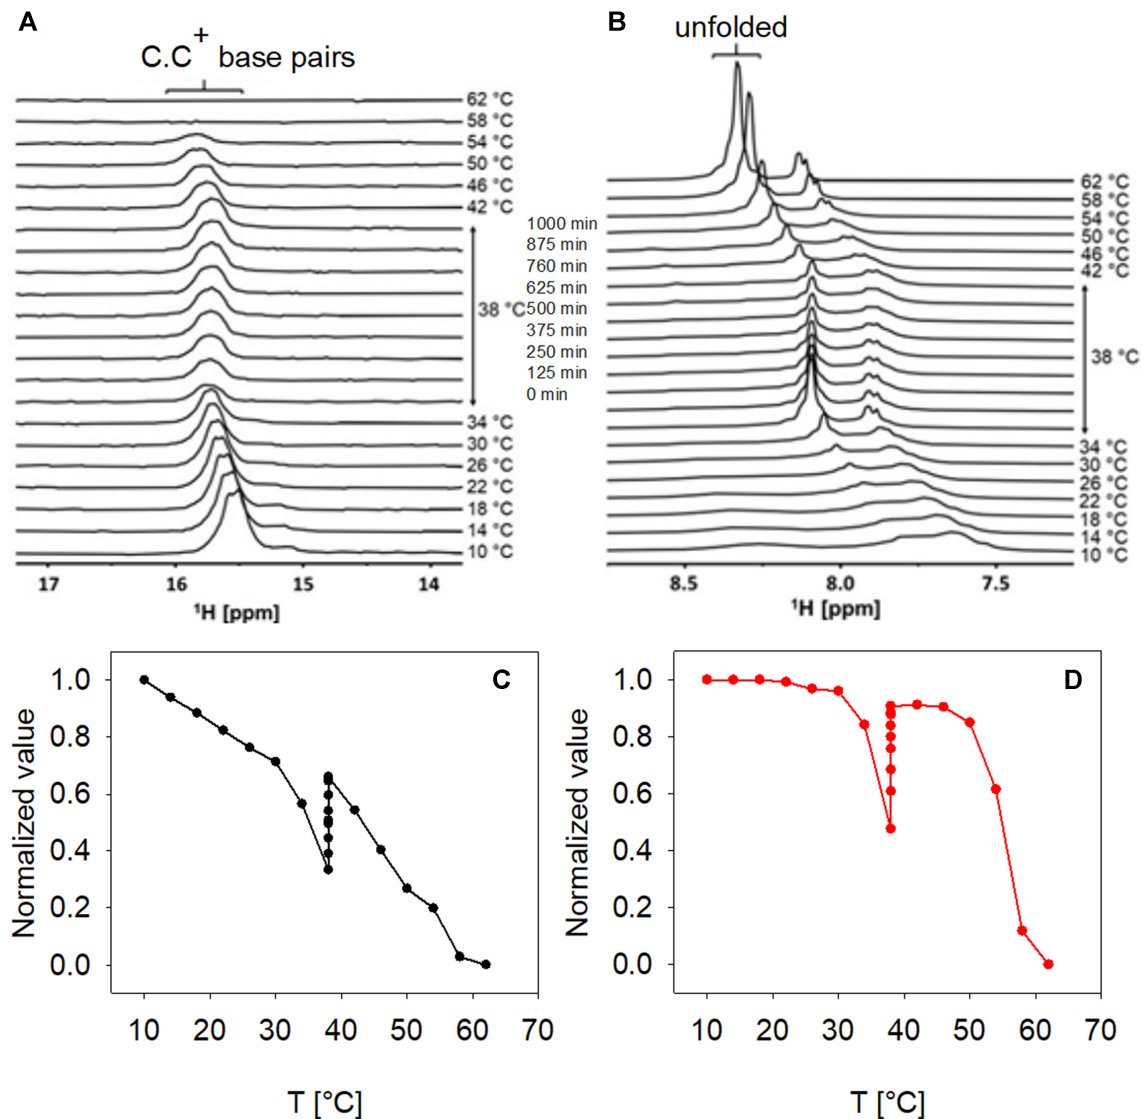 A
C.C+ base pairs
62 °C
58 °C
54 °C
50 °C
46 °C
42 °C
38 °C
34 °C
30 °C
26 °C
22 °C
18 °C
14 °C
10 °C
17 16 15 14
¹H [ppm]
1000 min
875 min
760 min
625 min
500 min
375 min
250 min
125 min
0 min
B
unfolded
62 °C
58 °C
54 °C
50 °C
46 °C
42 °C
38 °C
34 °C
30 °C
26 °C
22 °C
18 °C
14 °C
10 °C
8.5 8.0 7.5
¹H [ppm]
C
Normalized value
1.0
0.8
0.6
0.4
0.2
0.0
10 20 30 40 50 60 70
T [°C]
D
Normalized value
1.0
0.8
0.6
0.4
0.2
0.0
10 20 30 40 50 60 70
T [°C]